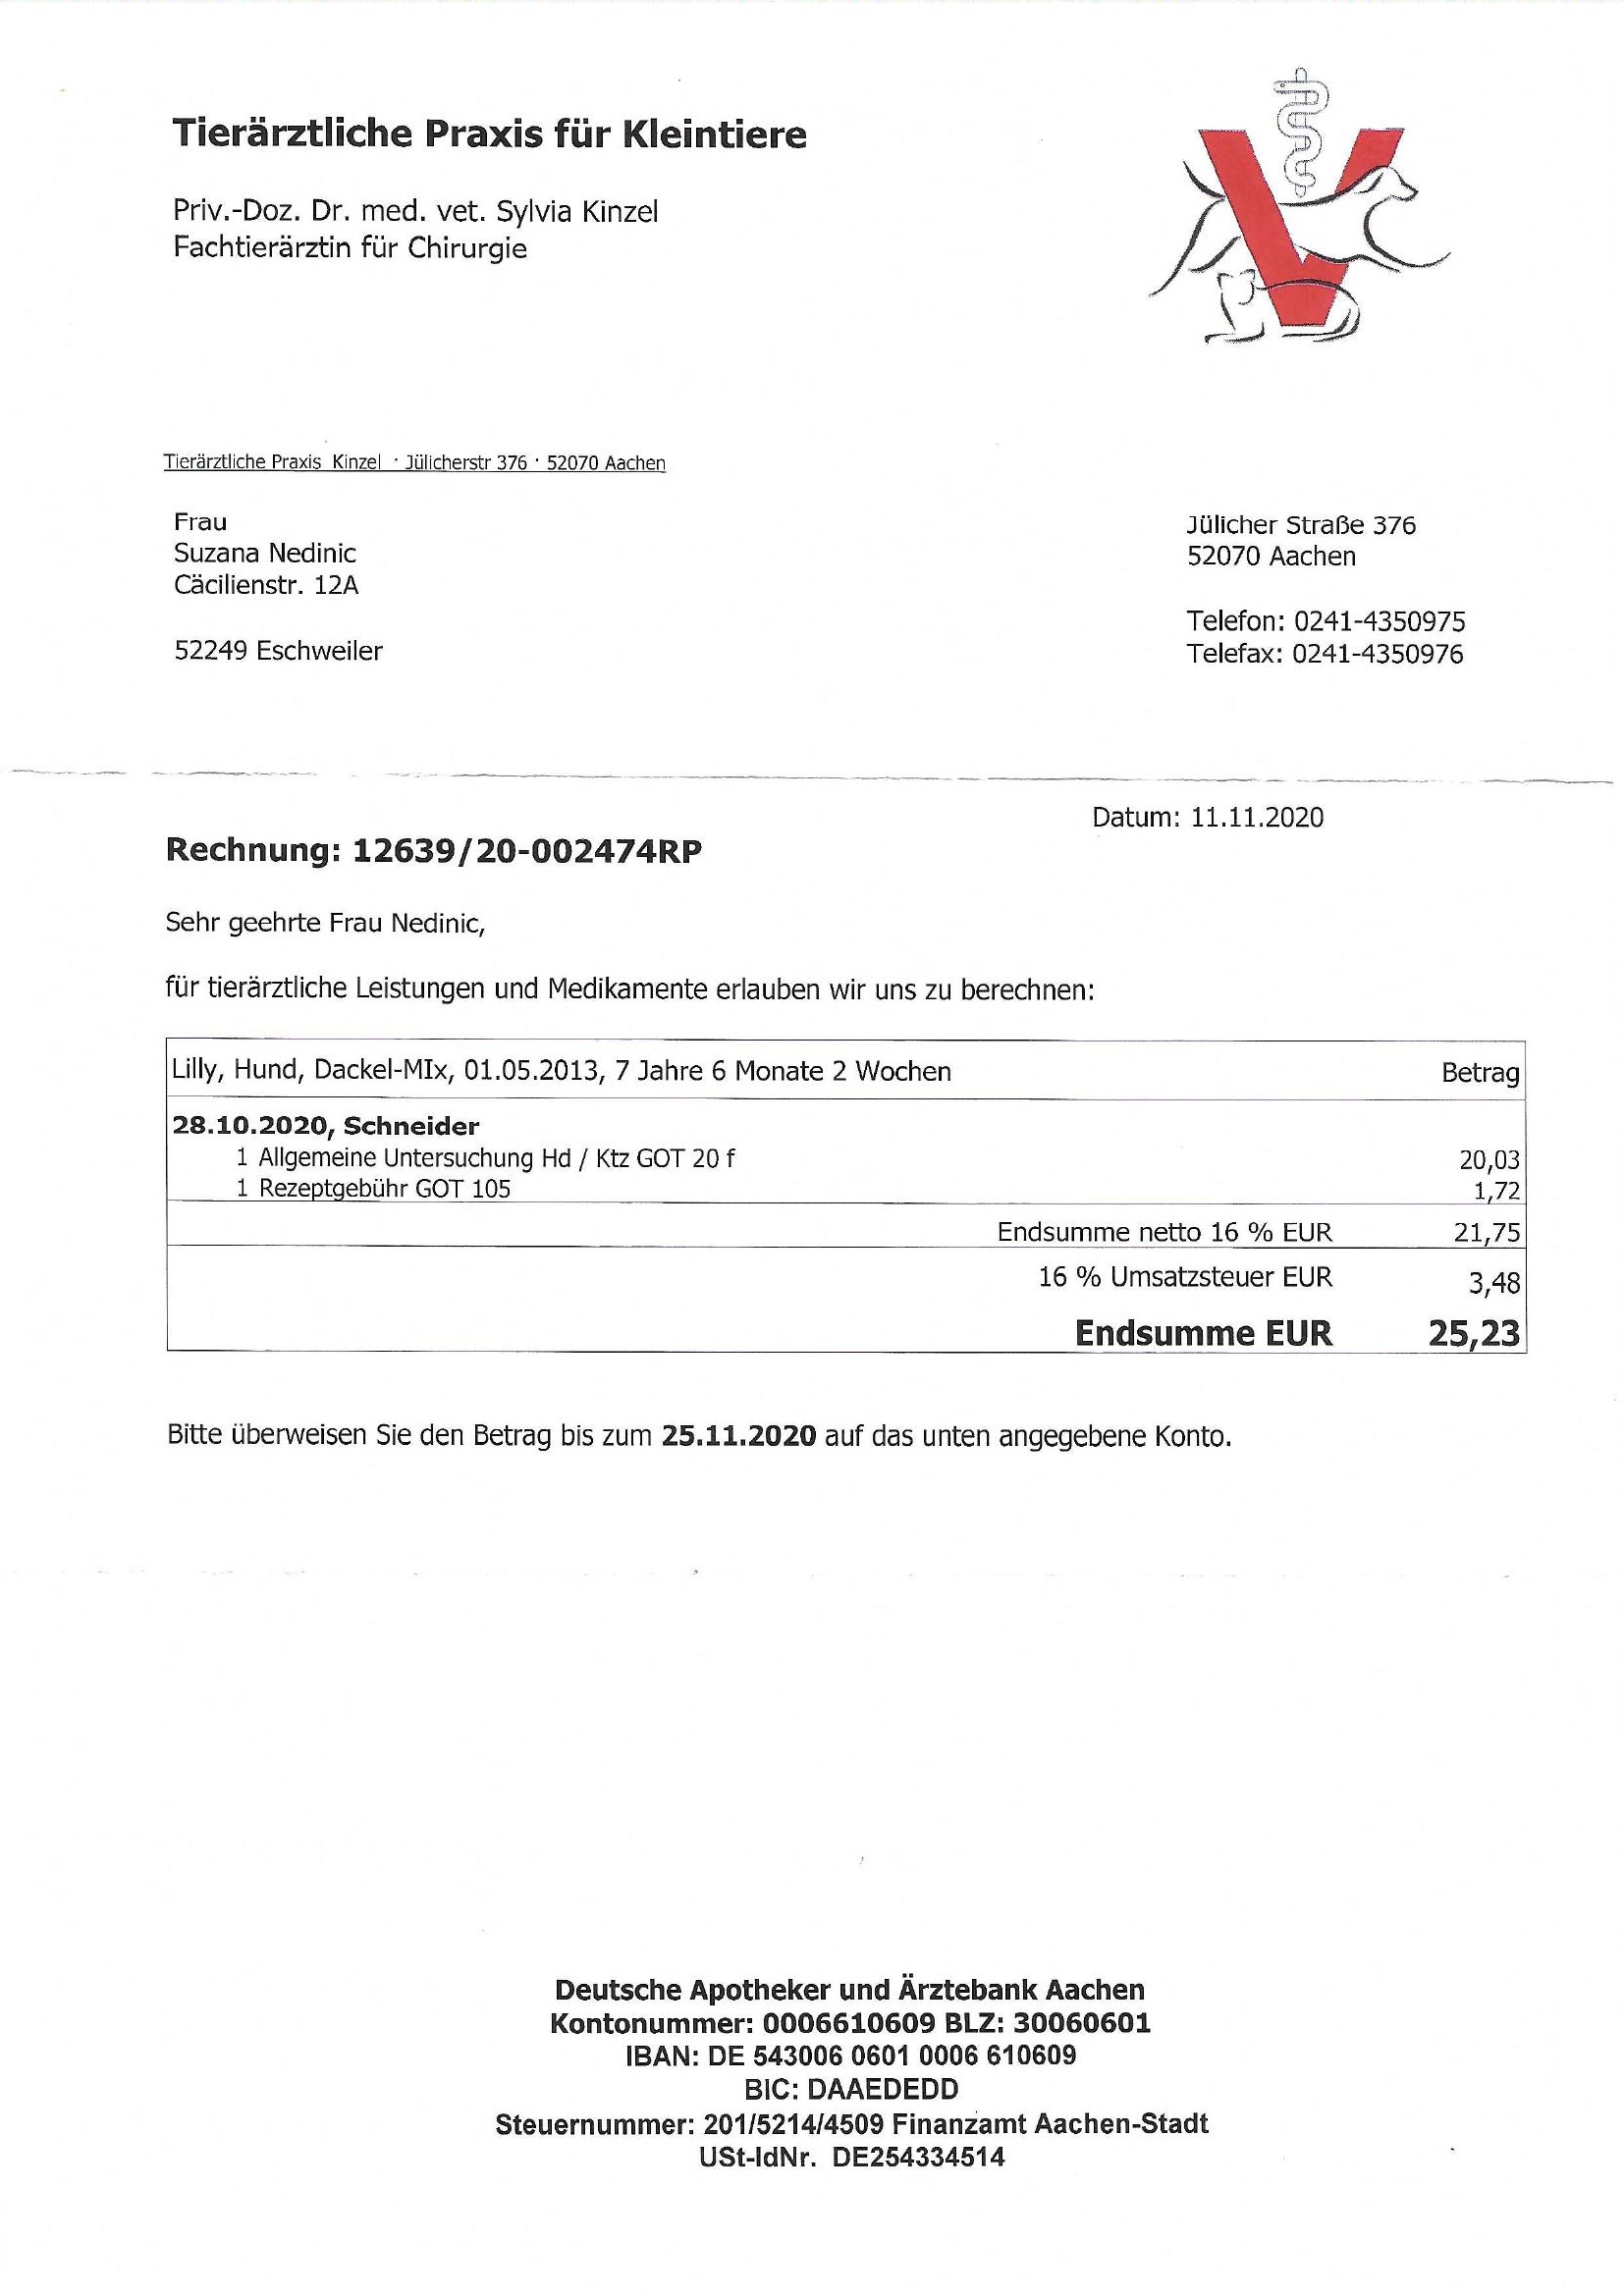 Tierärztliche Praxis für Kleintiere
Priv.-Doz. Dr. med. vet. Sylvia Kinzel
Fachtierärztin für Chirurgie
Tierärztliche Praxis Kinzel · Jülicherstr 376 · 52070 Aachen
Frau
Suzana Nedinic
Cäcilienstr. 12A
52249 Eschweiler
Jülicher Straße 376
52070 Aachen
Telefon: 0241-4350975
Telefax: 0241-4350976
Datum: 11.11.2020
Rechnung: 12639/20-002474RP
Sehr geehrte Frau Nedinic,
für tierärztliche Leistungen und Medikamente erlauben wir uns zu berechnen:
Lilly, Hund, Dackel-MIx, 01.05.2013, 7 Jahre 6 Monate 2 Wochen Betrag
28.10.2020, Schneider
1 Allgemeine Untersuchung Hd / Ktz GOT 20 f 20,03
1 Rezeptgebühr GOT 105 1,72
Endsumme netto 16 % EUR 21,75
16 % Umsatzsteuer EUR 3,48
Endsumme EUR 25,23
Bitte überweisen Sie den Betrag bis zum 25.11.2020 auf das unten angegebene Konto.
Deutsche Apotheker und Ärztebank Aachen
Kontonummer: 0006610609 BLZ: 30060601
IBAN: DE 543006 0601 0006 610609
BIC: DAAEDEDD
Steuernummer: 201/5214/4509 Finanzamt Aachen-Stadt
USt-IdNr. DE254334514